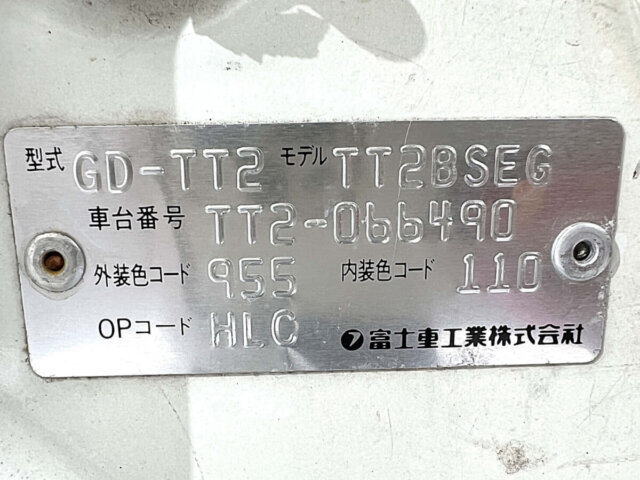 型式 GD-TT2 モデル TT2BSEG
車台番号 TT2-066490
外装色コード 955 内装色コード 110
OPコード HLC フ富士重工業株式会社